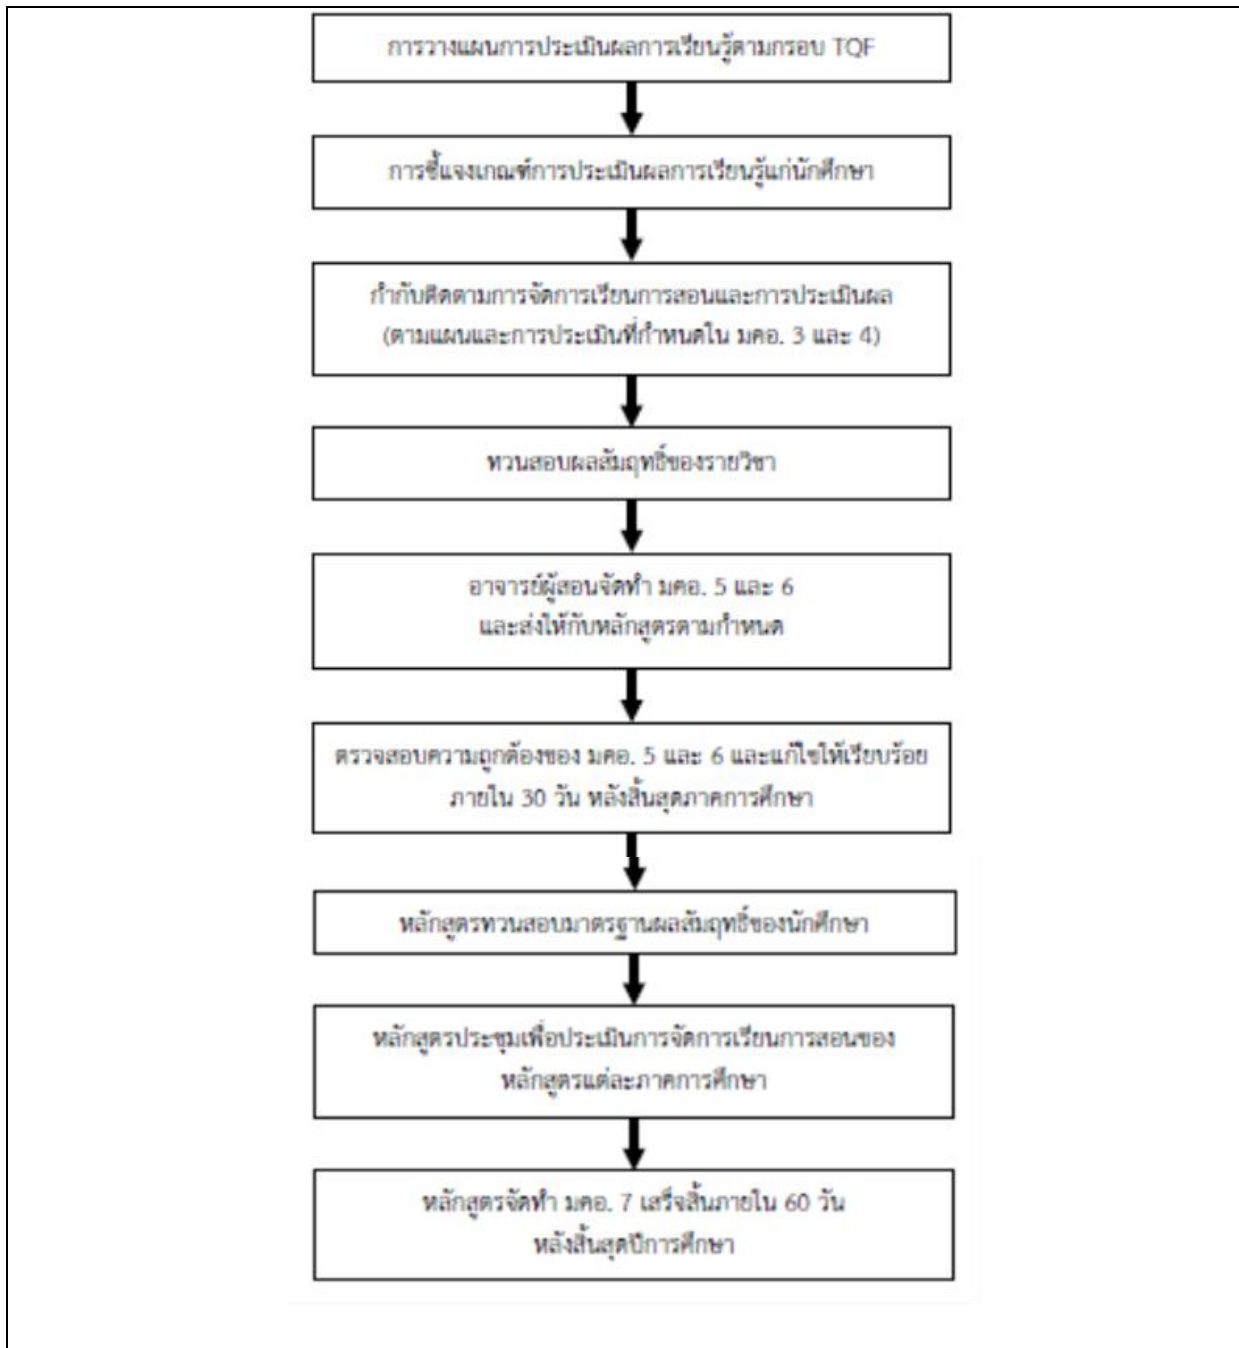 การวางแผนการประเมินผลการเรียนรู้ตามกรอบ TQF
การชี้แจงเกณฑ์การประเมินผลการเรียนรู้แก่นักศึกษา
กำกับติดตามการจัดการเรียนการสอนและการประเมินผล
(ตามแผนและการประเมินที่กำหนดใน มคอ. 3 และ 4)
ทวนสอบผลสัมฤทธิ์ของรายวิชา
อาจารย์ผู้สอนจัดทำ มคอ. 5 และ 6
และส่งให้กับหลักสูตรตามกำหนด
ตรวจสอบความถูกต้องของ มคอ. 5 และ 6 และแก้ไขให้เรียบร้อย
ภายใน 30 วัน หลังสิ้นสุดภาคการศึกษา
หลักสูตรทวนสอบมาตรฐานผลสัมฤทธิ์ของนักศึกษา
หลักสูตรประชุมเพื่อประเมินการจัดการเรียนการสอนของ
หลักสูตรแต่ละภาคการศึกษา
หลักสูตรจัดทำ มคอ. 7 เสร็จสิ้นภายใน 60 วัน
หลังสิ้นสุดปีการศึกษา